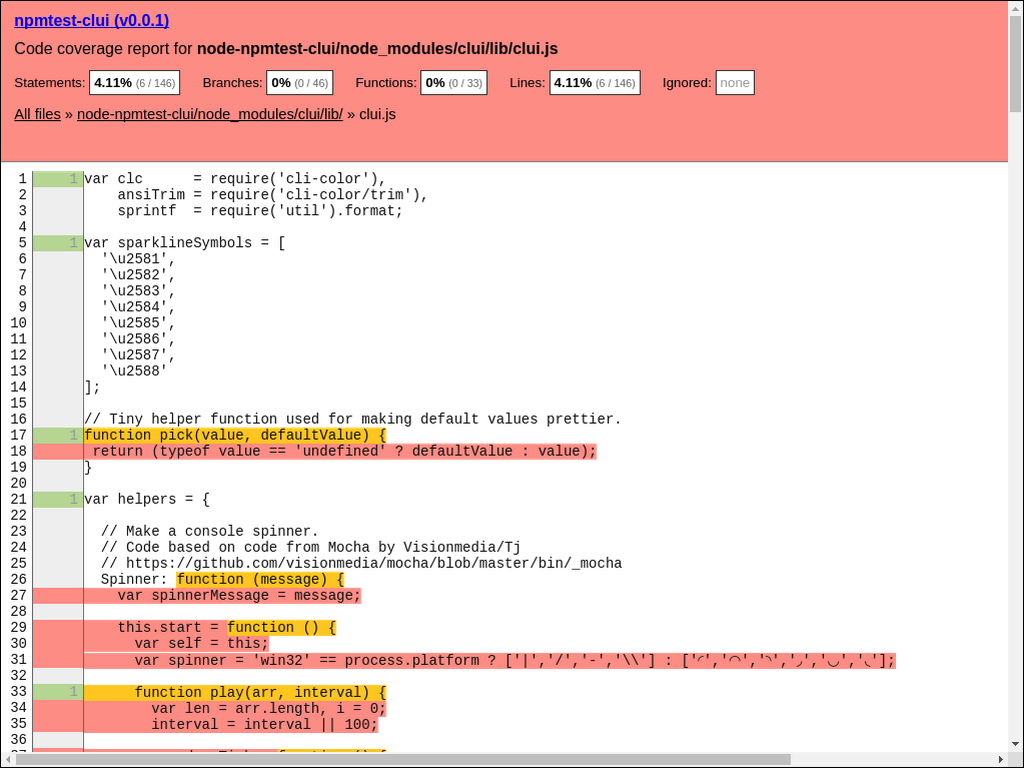 npmtest-clui (v0.0.1)
Code coverage report for node-npmtest-clui/node_modules/clui/lib/clui.js
Statements: 4.11% (6 / 146) Branches: 0% (0 / 46) Functions: 0% (0 / 33) Lines: 4.11% (6 / 146) Ignored: none
All files » node-npmtest-clui/node_modules/clui/lib/ » clui.js
1 1 var clc      = require('cli-color'),
2     ansiTrim = require('cli-color/trim'),
3     sprintf  = require('util').format;
4
5 1 var sparklineSymbols = [
6   '\u2581',
7   '\u2582',
8   '\u2583',
9   '\u2584',
10   '\u2585',
11   '\u2586',
12   '\u2587',
13   '\u2588'
14 ];
15
16 // Tiny helper function used for making default values prettier.
17 1 function pick(value, defaultValue) {
18  return (typeof value == 'undefined' ? defaultValue : value);
19 }
20
21 1 var helpers = {
22
23   // Make a console spinner.
24   // Code based on code from Mocha by Visionmedia/Tj
25   // https://github.com/visionmedia/mocha/blob/master/bin/_mocha
26   Spinner: function (message) {
27     var spinnerMessage = message;
28
29     this.start = function () {
30       var self = this;
31       var spinner = 'win32' == process.platform ? ['|','/','-','\\'] : ['◜','◠','◝','◞','◡','◟'];
32
33 1       function play(arr, interval) {
34         var len = arr.length, i = 0;
35         interval = interval || 100;
36